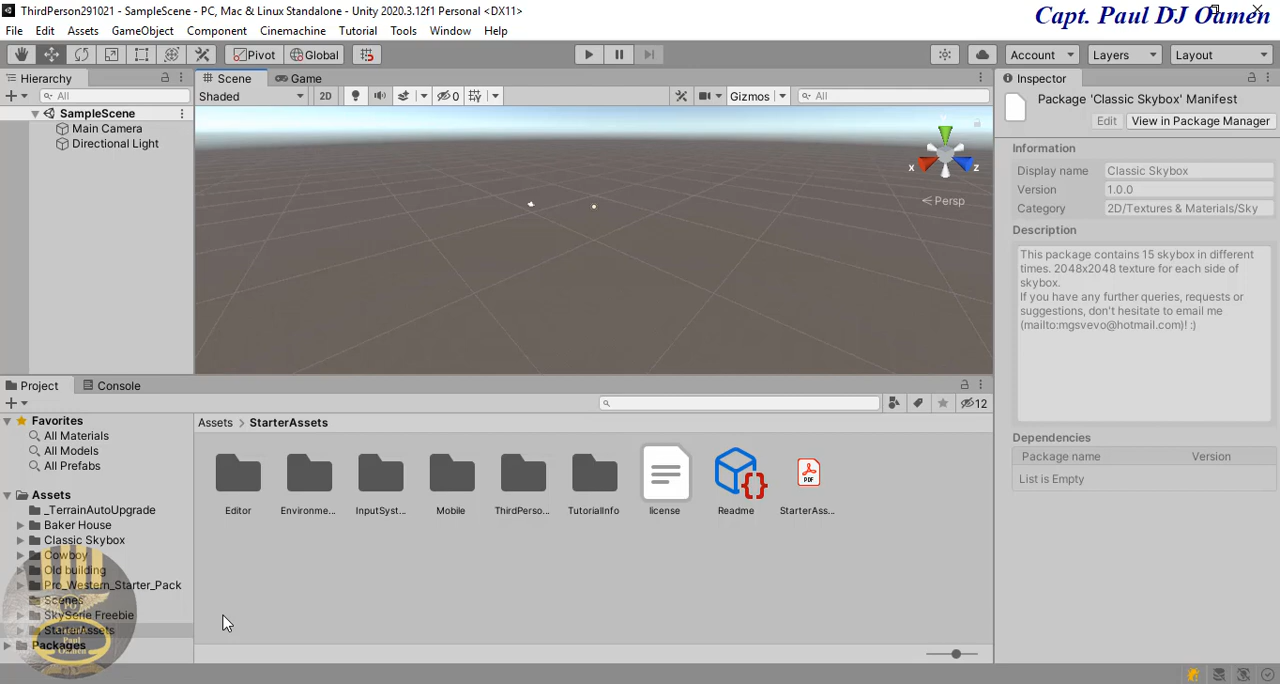 ThirdPerson291021 - SampleScene - PC, Mac & Linux Standalone - Unity 2020.3.12f1 Personal <DX11>
Capt. Paul DJ Oamen
File Edit Assets GameObject Component Cinemachine Tutorial Tools Window Help
Pivot Global Account Layers Layout
Hierarchy Scene Game Inspector
All Shaded 2D 0 Gizmos All
Package 'Classic Skybox' Manifest
Edit View in Package Manager
SampleScene
Main Camera
Directional Light
y
x z
Persp
Information
Display name Classic Skybox
Version 1.0.0
Category 2D/Textures & Materials/Sky
Description
This package contains 15 skybox in different
times. 2048x2048 texture for each side of
skybox.
If you have any further queries, requests or
suggestions, don't hesitate to email me
(mailto:mgsvevo@hotmail.com)! :)
Dependencies
Package name Version
List is Empty
Project Console
12
Favorites
All Materials
All Models
All Prefabs
Assets
_TerrainAutoUpgrade
Baker House
Classic Skybox
Cowboy
Old building
Pro_Western_Starter_Pack
Scenes
SkySerie Freebie
StarterAssets
Packages
Assets > StarterAssets
Editor Environme... InputSyst... Mobile ThirdPerso... TutorialInfo license Readme StarterAss...
PDF